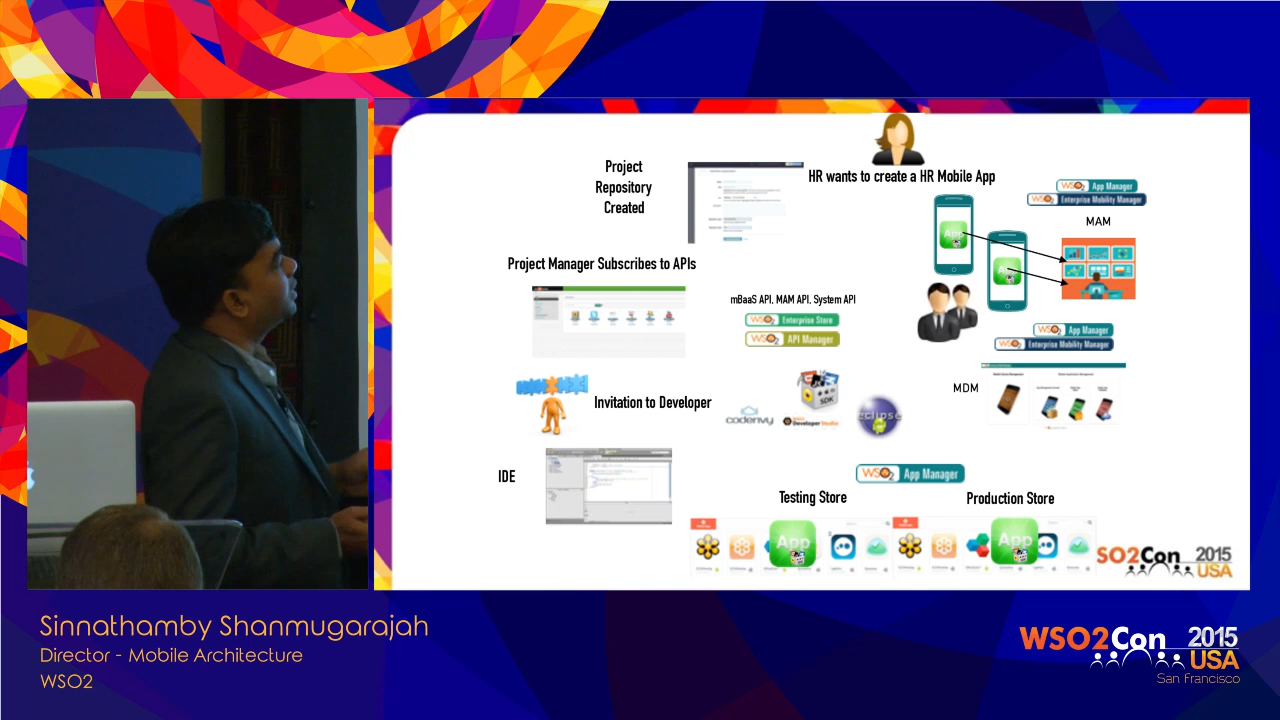 HR wants to create a HR Mobile App
Project
Repository
Created
WSO2 App Manager
WSO2 Enterprise Mobility Manager
MAM
App
App
Project Manager Subscribes to APIs
mBaaS API, MAM API, System API
WSO2 Enterprise Store
WSO2 API Manager
WSO2 App Manager
WSO2 Enterprise Mobility Manager
MDM
Invitation to Developer
SDK
codenvy
Developer Studio
eclipse
IDE
WSO2 App Manager
Testing Store
Production Store
App
App
SO2Con 2015
USA
Sinnathamby Shanmugarajah
Director - Mobile Architecture
WSO2
WSO2Con 2015
USA
San Francisco